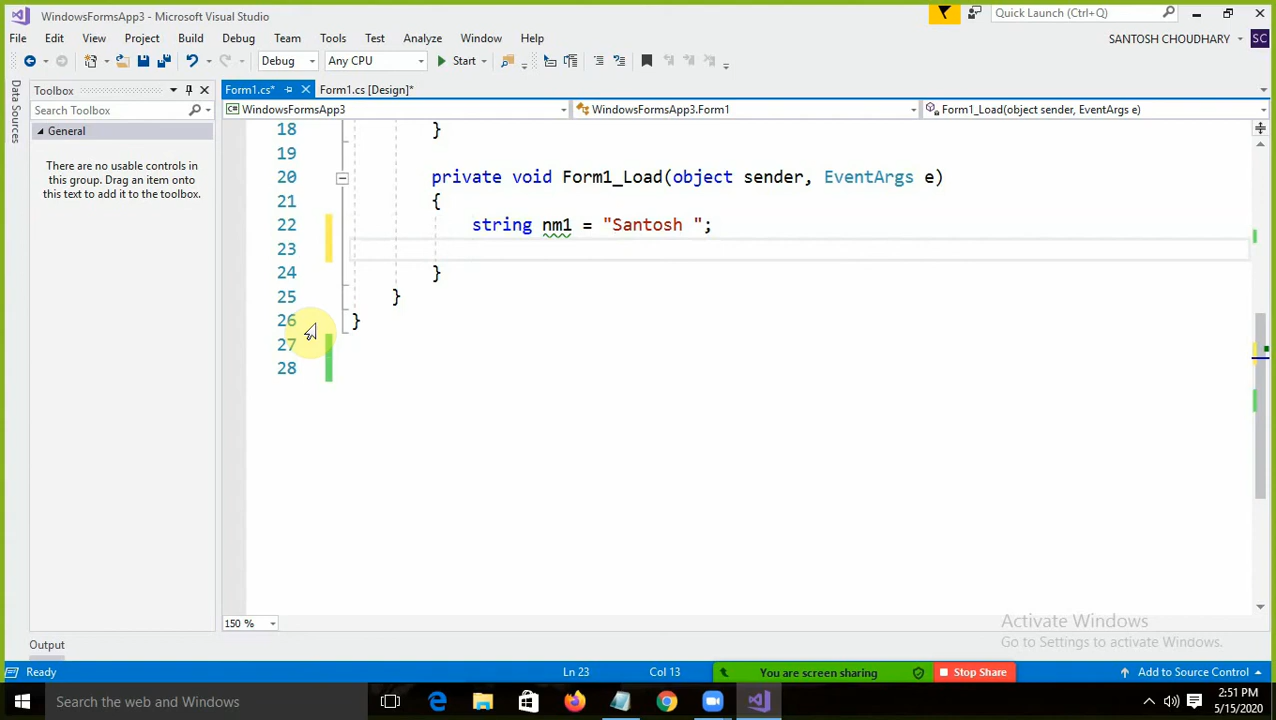 WindowsFormsApp3 - Microsoft Visual Studio
Quick Launch (Ctrl+Q)
File Edit View Project Build Debug Team Tools Test Analyze Window Help
SANTOSH CHOUDHARY SC
Debug Any CPU Start
Data Sources
Toolbox
Search Toolbox
General
There are no usable controls in
this group. Drag an item onto
this text to add it to the toolbox.
Form1.cs* Form1.cs [Design]*
WindowsFormsApp3 WindowsFormsApp3.Form1 Form1_Load(object sender, EventArgs e)
18 }
19
20 private void Form1_Load(object sender, EventArgs e)
21 {
22 string nm1 = "Santosh ";
23
24 }
25 }
26 }
27
28
150 %
Activate Windows
Go to Settings to activate Windows.
Output
Ready Ln 23 Col 13 You are screen sharing Stop Share Add to Source Control
Search the web and Windows
2:51 PM
5/15/2020